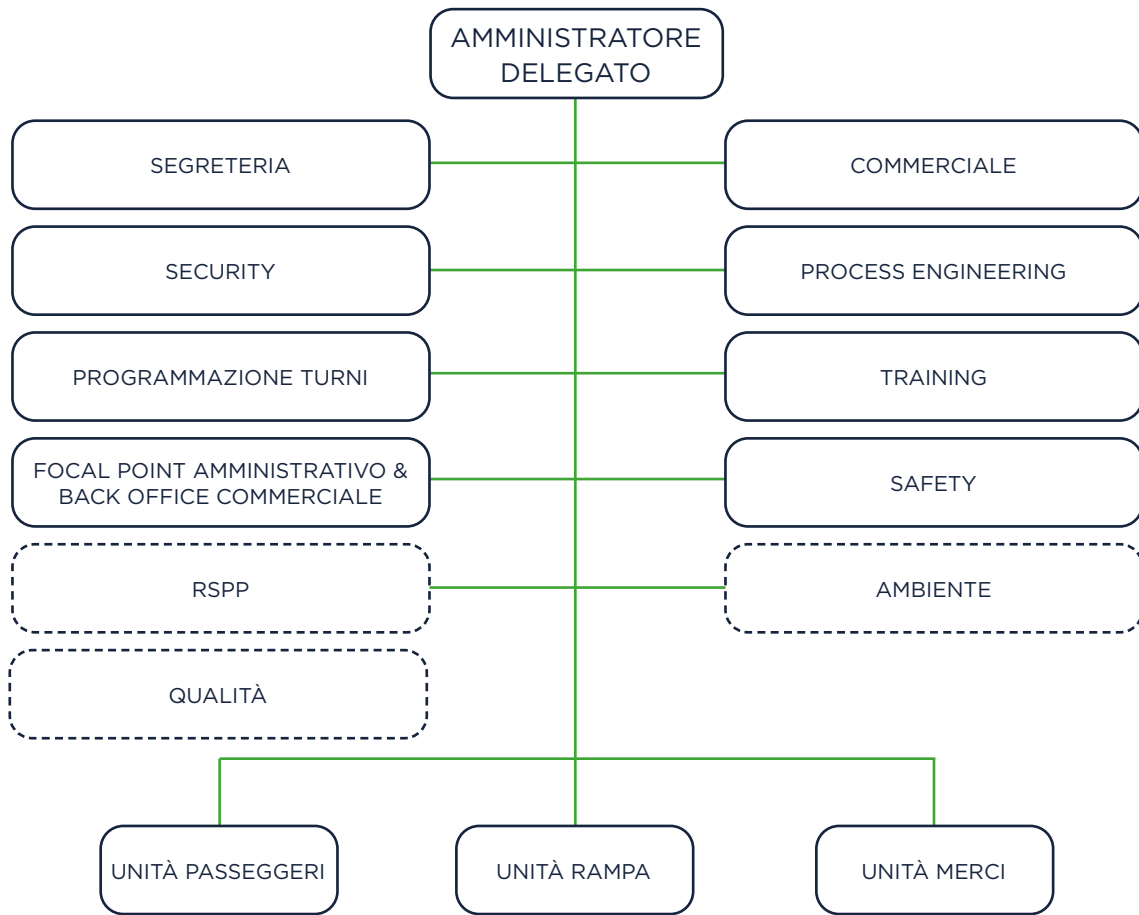 AMMINISTRATORE
DELEGATO
SEGRETERIA
COMMERCIALE
SECURITY
PROCESS ENGINEERING
PROGRAMMAZIONE TURNI
TRAINING
FOCAL POINT AMMINISTRATIVO &
BACK OFFICE COMMERCIALE
SAFETY
RSPP
AMBIENTE
QUALITÀ
UNITÀ PASSEGGERI
UNITÀ RAMPA
UNITÀ MERCI